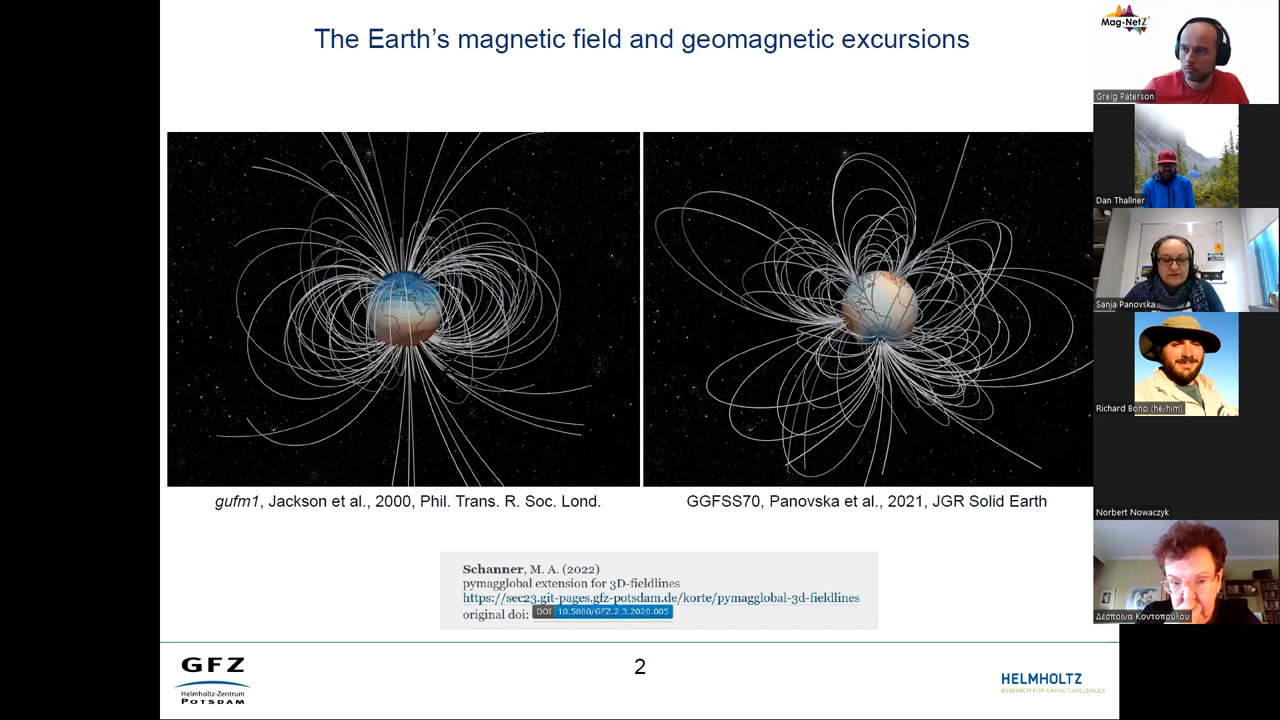 The Earth's magnetic field and geomagnetic excursions
gufm1, Jackson et al., 2000, Phil. Trans. R. Soc. Lond.
GGFSS70, Panovska et al., 2021, JGR Solid Earth
Schanner, M. A. (2022)
pymagglobal extension for 3D-fieldlines
https://sec23.git-pages.gfz-potsdam.de/korte/pymagglobal-3d-fieldlines
original doi: DOI 10.5880/GFZ.2.3.2020.005
GFZ
Helmholtz-Zentrum
POTSDAM
2
HELMHOLTZ
RESEARCH FOR GRAND CHALLENGES
Mag-NetZ
Greig Paterson
Dan Thallner
Sanja Panovska
Richard Bono (he/him)
Norbert Nowaczyk
Δέσποινα Κοντοπούλου